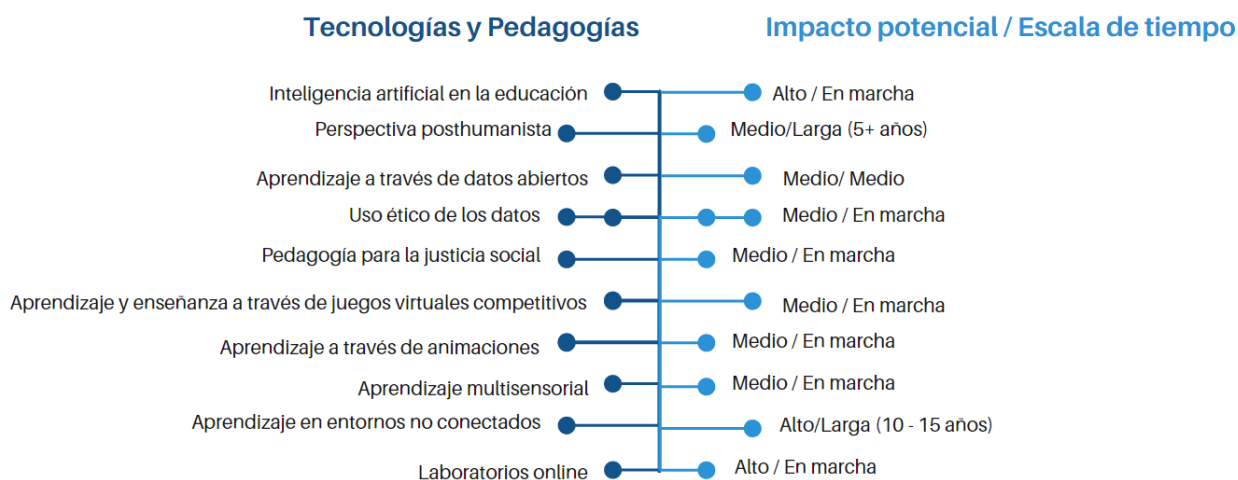 Tecnologías y Pedagogías Impacto potencial / Escala de tiempo
Inteligencia artificial en la educación Alto / En marcha
Perspectiva posthumanista Medio/Larga (5+ años)
Aprendizaje a través de datos abiertos Medio/ Medio
Uso ético de los datos Medio / En marcha
Pedagogía para la justicia social Medio / En marcha
Aprendizaje y enseñanza a través de juegos virtuales competitivos Medio / En marcha
Aprendizaje a través de animaciones Medio / En marcha
Aprendizaje multisensorial Medio / En marcha
Aprendizaje en entornos no conectados Alto/Larga (10 - 15 años)
Laboratorios online Alto / En marcha